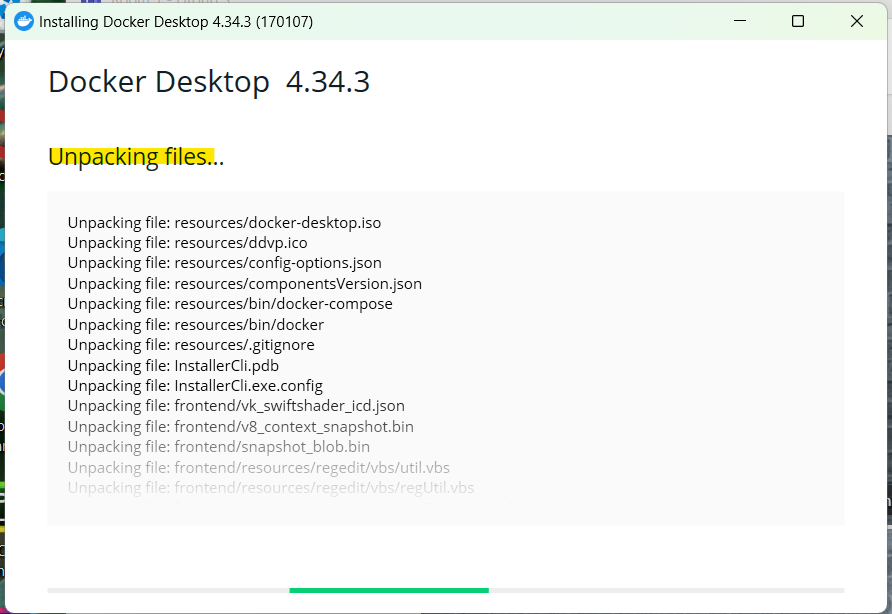 Installing Docker Desktop 4.34.3 (170107)
Docker Desktop 4.34.3
Unpacking files...
Unpacking file: resources/docker-desktop.iso
Unpacking file: resources/ddvp.ico
Unpacking file: resources/config-options.json
Unpacking file: resources/componentsVersion.json
Unpacking file: resources/bin/docker-compose
Unpacking file: resources/bin/docker
Unpacking file: resources/.gitignore
Unpacking file: InstallerCli.pdb
Unpacking file: InstallerCli.exe.config
Unpacking file: frontend/vk_swiftshader_icd.json
Unpacking file: frontend/v8_context_snapshot.bin
Unpacking file: frontend/snapshot_blob.bin
Unpacking file: frontend/resources/regedit/vbs/util.vbs
Unpacking file: frontend/resources/regedit/vbs/regUtil.vbs